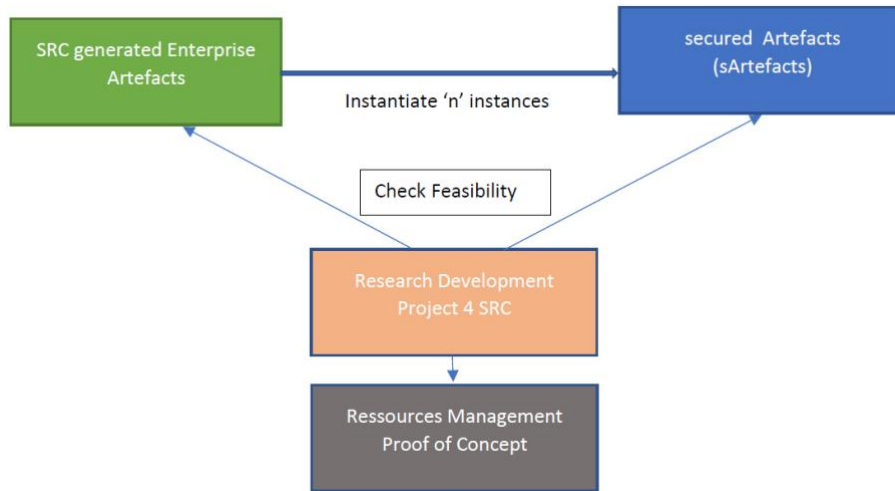 SRC generated Enterprise
Artefacts
secured Artefacts
(sArtefacts)
Instantiate ‘n’ instances
Check Feasibility
Research Development
Project 4 SRC
Ressources Management
Proof of Concept